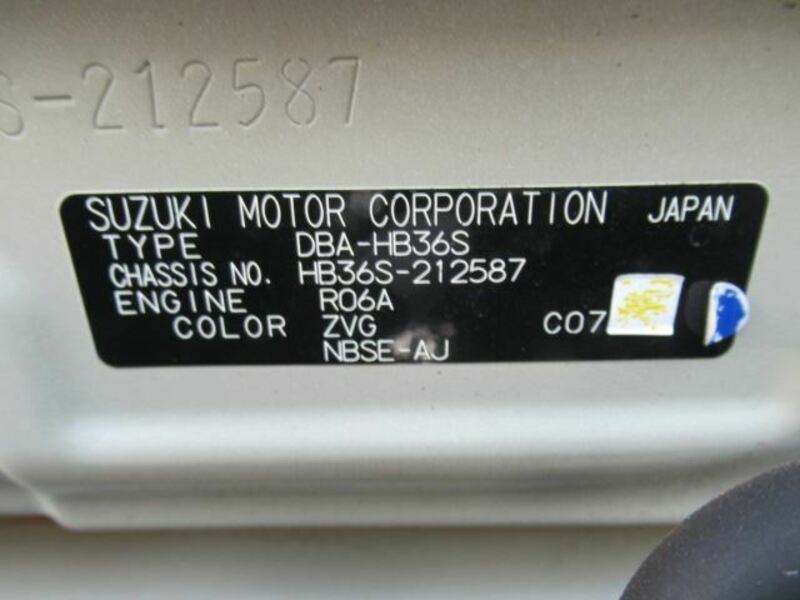 S-212587
SUZUKI MOTOR CORPORATION JAPAN
TYPE DBA-HB36S
CHASSIS NO. HB36S-212587
ENGINE R06A
COLOR ZVG C07
NBSE-AJ